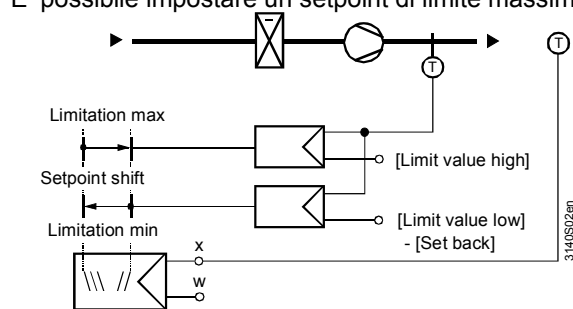 E' possibile impostare un setpoint di limite massim
T
T
Limitation max
[Limit value high]
Setpoint shift
[Limit value low]
- [Set back]
Limitation min
x
w
3140S02en